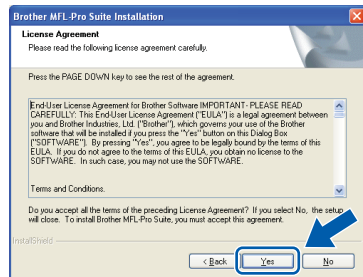 Brother MFL-Pro Suite Installation
License Agreement
Please read the following license agreement carefully.
Press the PAGE DOWN key to see the rest of the agreement.
End-User License Agreement for Brother Software IMPORTANT- PLEASE READ
CAREFULLY: This End-User License Agreement ("EULA") is a legal agreement between
you and Brother Industries, Ltd. ("Brother"), which governs your use of the Brother
software that will be installed if you press the "Yes" button on this Dialog Box
("SOFTWARE"). By pressing "Yes", you agree to be legally bound by the terms of this
EULA. If you do not agree to the terms of this EULA, you obtain no license to the
SOFTWARE. In such case, you may not use the SOFTWARE.
Terms and Conditions.
Do you accept all the terms of the preceding License Agreement? If you select No, the setup
will close. To install Brother MFL-Pro Suite, you must accept this agreement.
InstallShield
< Back
Yes
No